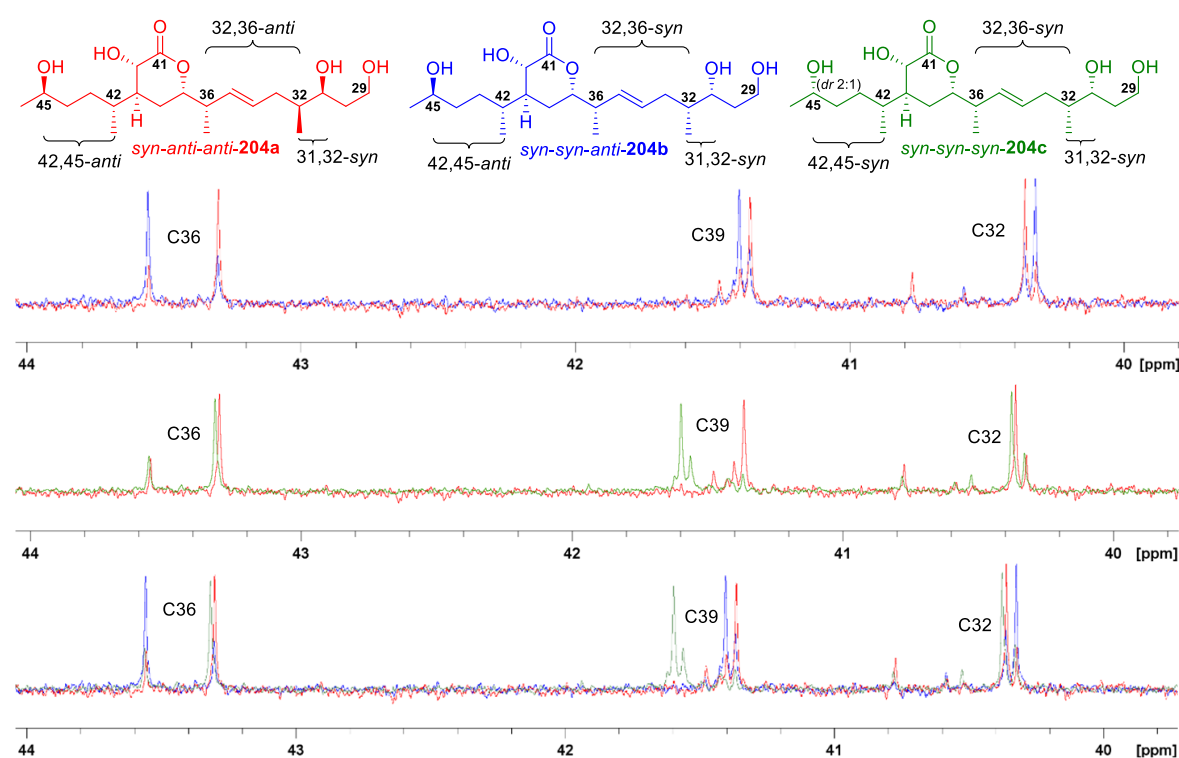 O
32,36-anti
HO
41
O
OH
OH
OH
45
42
36
32
29
H
42,45-anti
syn-anti-anti-204a
31,32-syn
O
32,36-syn
HO
41
O
OH
OH
OH
45
42
36
32
29
H
42,45-anti
syn-syn-anti-204b
31,32-syn
O
32,36-syn
HO
41
O
OH
OH
OH
(dr 2:1)
45
42
36
32
29
H
42,45-syn
syn-syn-syn-204c
31,32-syn
C36
C39
C32
44 43 42 41 40 [ppm]
C36
C39
C32
44 43 42 41 40 [ppm]
C36
C39
C32
44 43 42 41 40 [ppm]